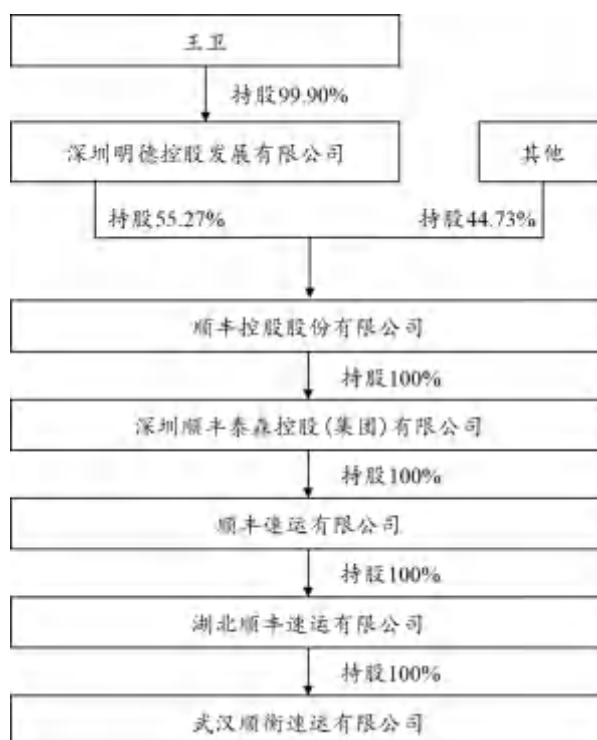 王卫
持股99.90%
深圳明德控股发展有限公司
其他
持股55.27%
持股44.73%
顺丰控股股份有限公司
持股100%
深圳顺丰泰森控股(集团)有限公司
持股100%
顺丰速运有限公司
持股100%
湖北顺丰速运有限公司
持股100%
武汉顺衡速运有限公司